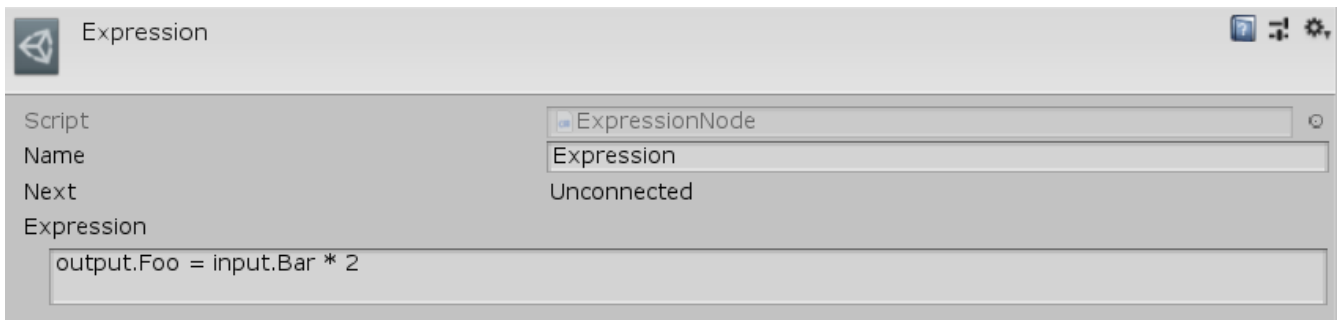 Expression
Script
ExpressionNode
Name
Expression
Next
Unconnected
Expression
output.Foo = input.Bar * 2